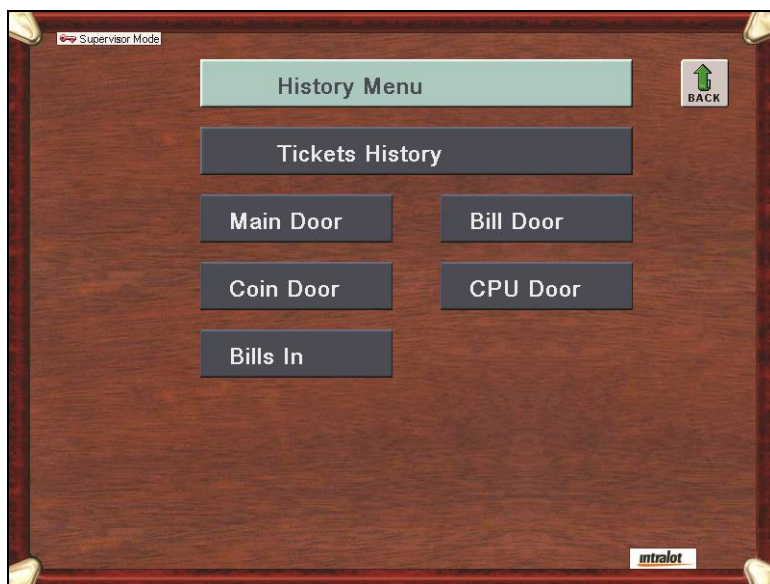 Supervisor Mode
History Menu
BACK
Tickets History
Main Door
Bill Door
Coin Door
CPU Door
Bills In
intralot